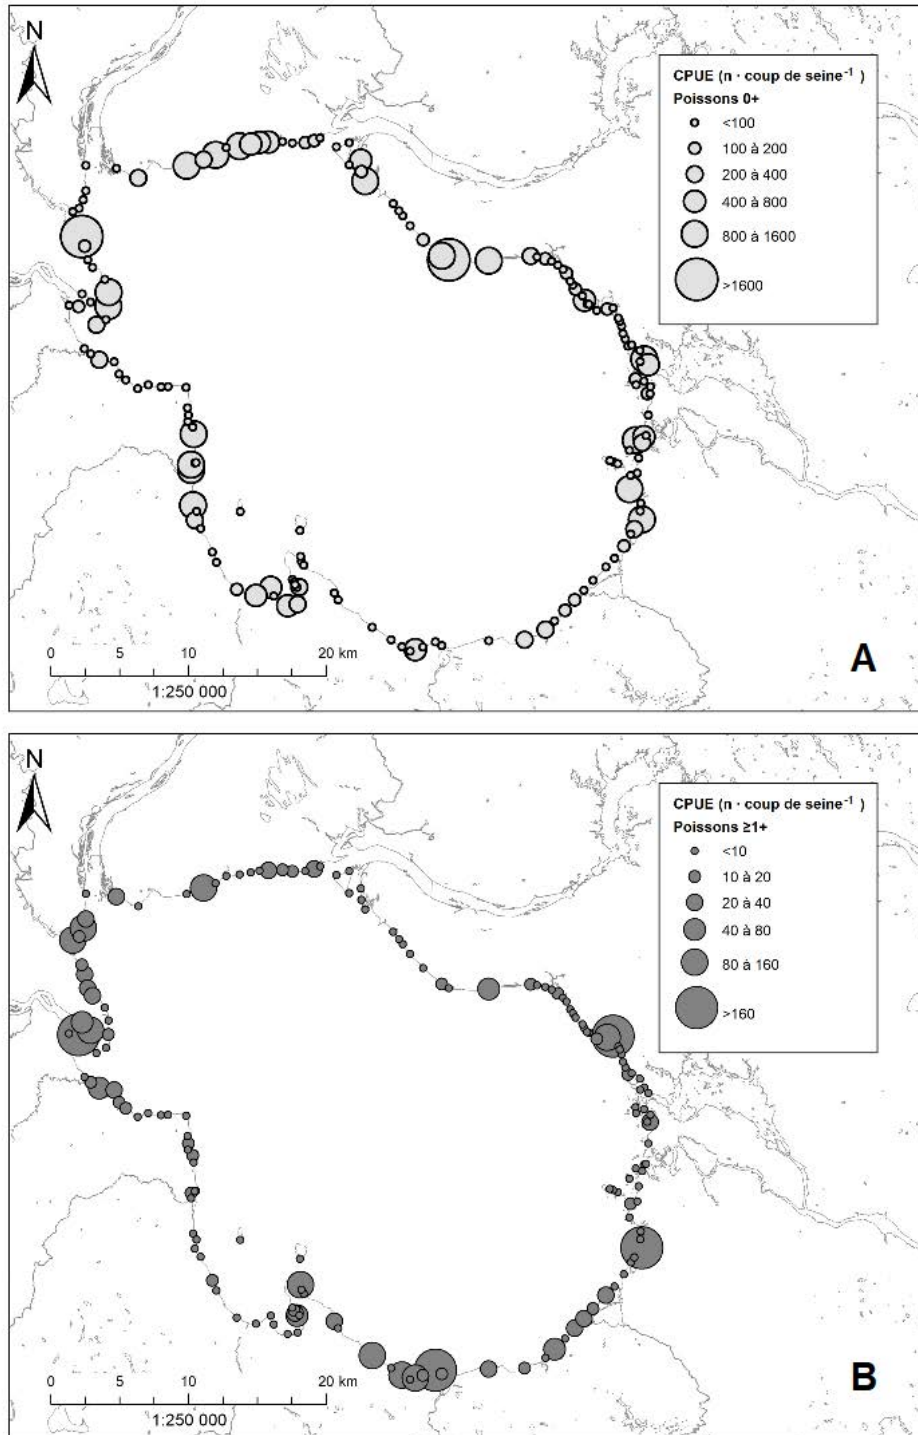 N
CPUE (n · coup de seine⁻¹ )
Poissons 0+
<100
100 à 200
200 à 400
400 à 800
800 à 1600
>1600
0 5 10 20 km
1:250 000
A
N
CPUE (n · coup de seine⁻¹ )
Poissons ≥1+
<10
10 à 20
20 à 40
40 à 80
80 à 160
>160
0 5 10 20 km
1:250 000
B